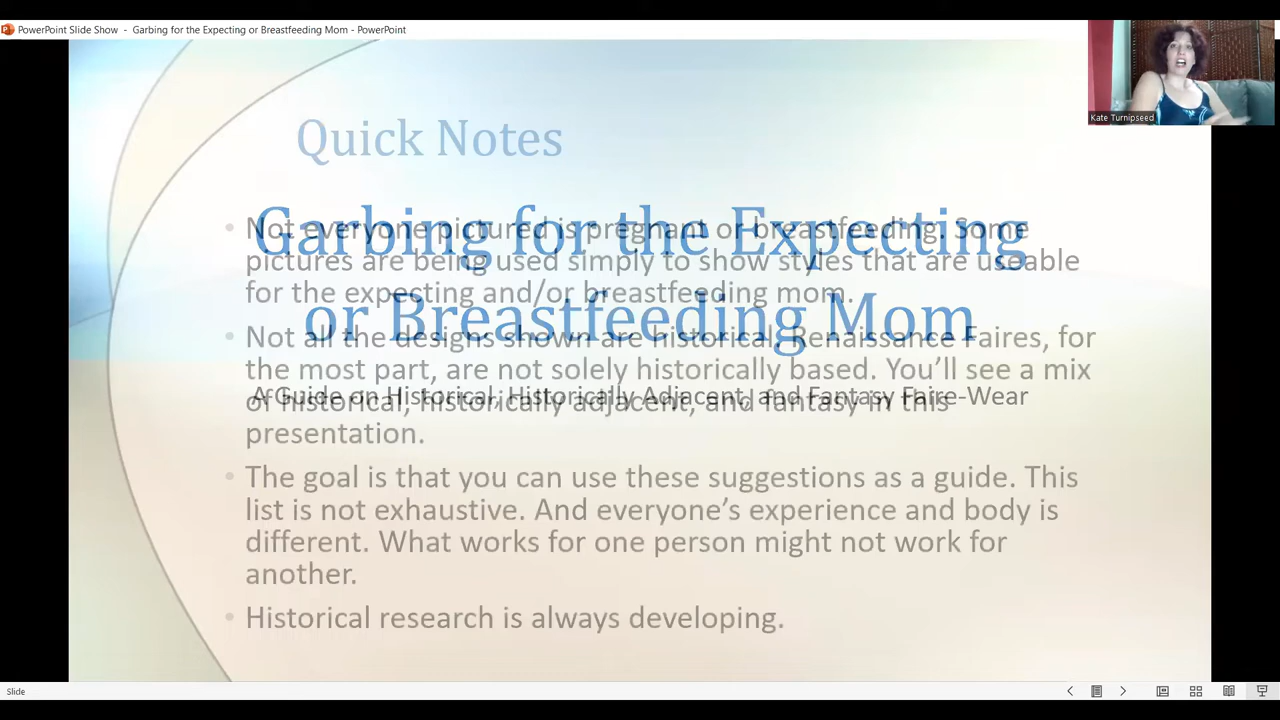 PowerPoint Slide Show - Garbing for the Expecting or Breastfeeding Mom - PowerPoint
Kate Turnipseed
Quick Notes
Garbing for the Expecting
or Breastfeeding Mom
A Guide on Historical, Historically Adjacent, and Fantasy Faire-Wear
• Not everyone pictured is pregnant or breastfeeding. Some
pictures are being used simply to show styles that are useable
for the expecting and/or breastfeeding mom.
• Not all the designs shown are historical. Renaissance Faires, for
the most part, are not solely historically based. You’ll see a mix
of historical, historically adjacent, and fantasy in this
presentation.
• The goal is that you can use these suggestions as a guide. This
list is not exhaustive. And everyone’s experience and body is
different. What works for one person might not work for
another.
• Historical research is always developing.
Slide